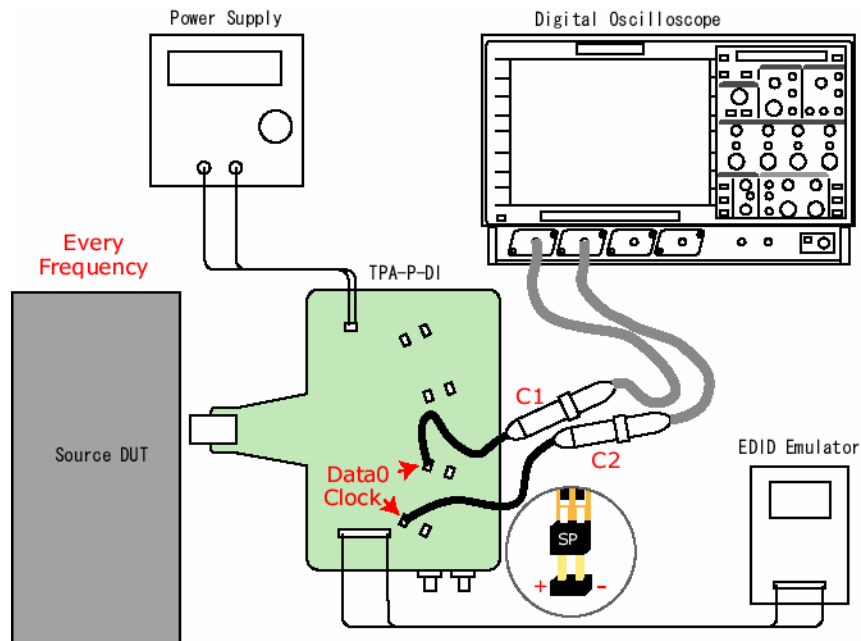 Power Supply
Digital Oscilloscope
Every
Frequency
TPA-P-DI
C1
C2
Source DUT
Data0
Clock
EDID Emulator
SP
+ -